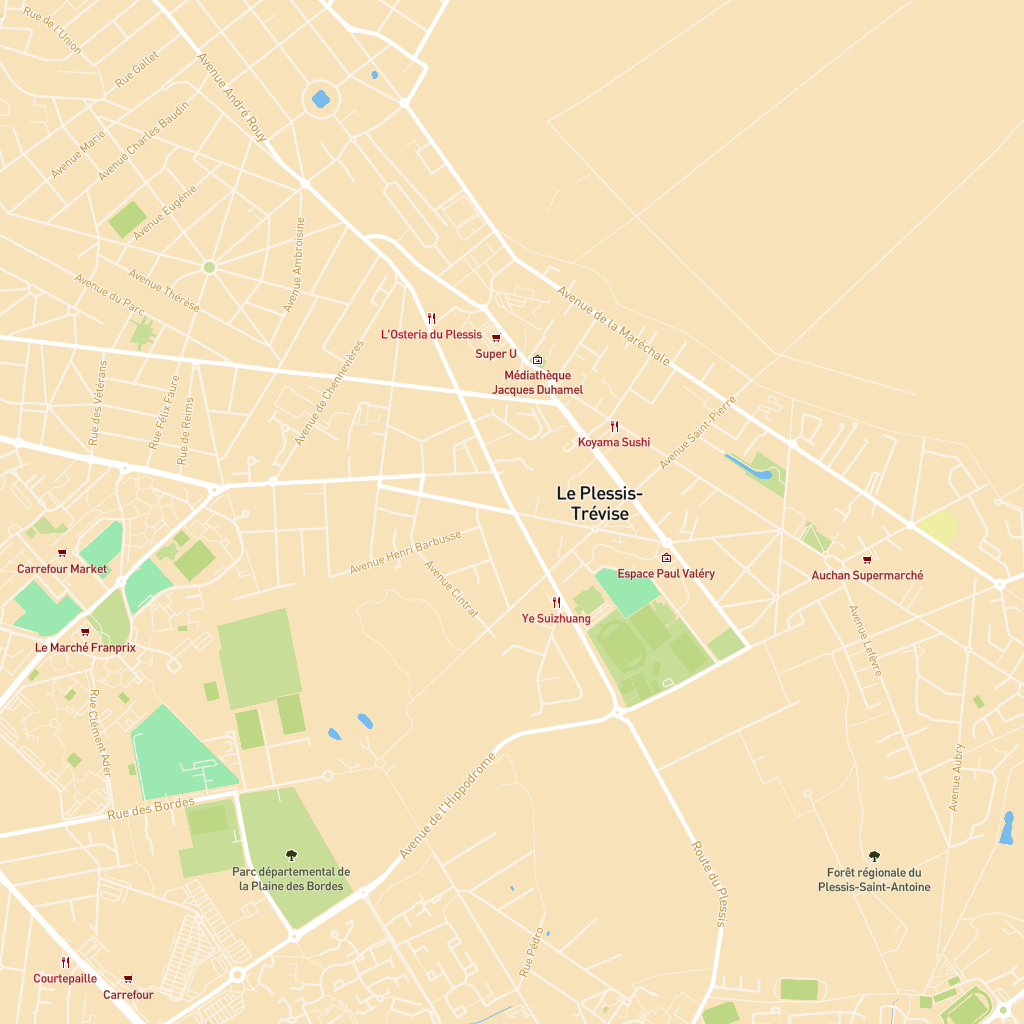 Rue de l'Union
Rue Gallet
Avenue André Rouy
Avenue Charles Baudin
Avenue Marie
Avenue Eugénie
Avenue Ambroisine
Avenue Thérèse
Avenue du Parc
Avenue de la Maréchale
L'Osteria du Plessis
Super U
Médiathèque
Jacques Duhamel
Avenue de Chennevières
Rue des Vétérans
Rue Félix Faure
Rue de Reims
Koyama Sushi
Avenue Saint-Pierre
Le Plessis-
Trévise
Avenue Henri Barbusse
Carrefour Market
Espace Paul Valéry
Auchan Supermarché
Avenue Cintrat
Ye Suizhuang
Le Marché Franprix
Avenue Lefèvre
Rue Clément Ader
Avenue Aubry
Avenue de l'Hippodrome
Rue des Bordes
Parc départemental de
la Plaine des Bordes
Route du Plessis
Forêt régionale du
Plessis-Saint-Antoine
Rue Pédro
Courtepaille
Carrefour